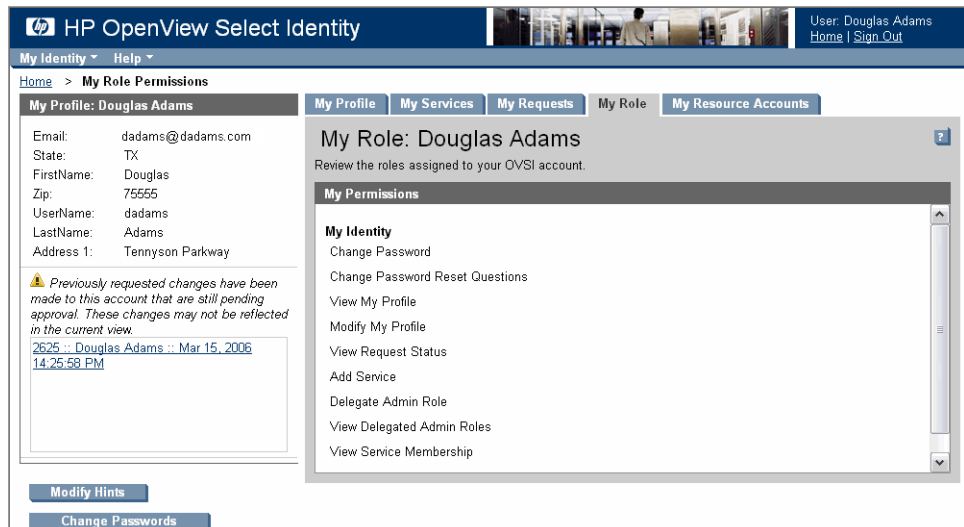 hp HP OpenView Select Identity
User: Douglas Adams
Home | Sign Out
My Identity Help
Home > My Role Permissions
My Profile: Douglas Adams
Email: dadams@dadams.com
State: TX
FirstName: Douglas
Zip: 75555
UserName: dadams
LastName: Adams
Address 1: Tennyson Parkway
Previously requested changes have been
made to this account that are still pending
approval. These changes may not be reflected
in the current view.
2625 :: Douglas Adams :: Mar 15, 2006
14:25:58 PM
Modify Hints
Change Passwords
My Profile My Services My Requests My Role My Resource Accounts
My Role: Douglas Adams
?
Review the roles assigned to your OVSI account.
My Permissions
My Identity
Change Password
Change Password Reset Questions
View My Profile
Modify My Profile
View Request Status
Add Service
Delegate Admin Role
View Delegated Admin Roles
View Service Membership